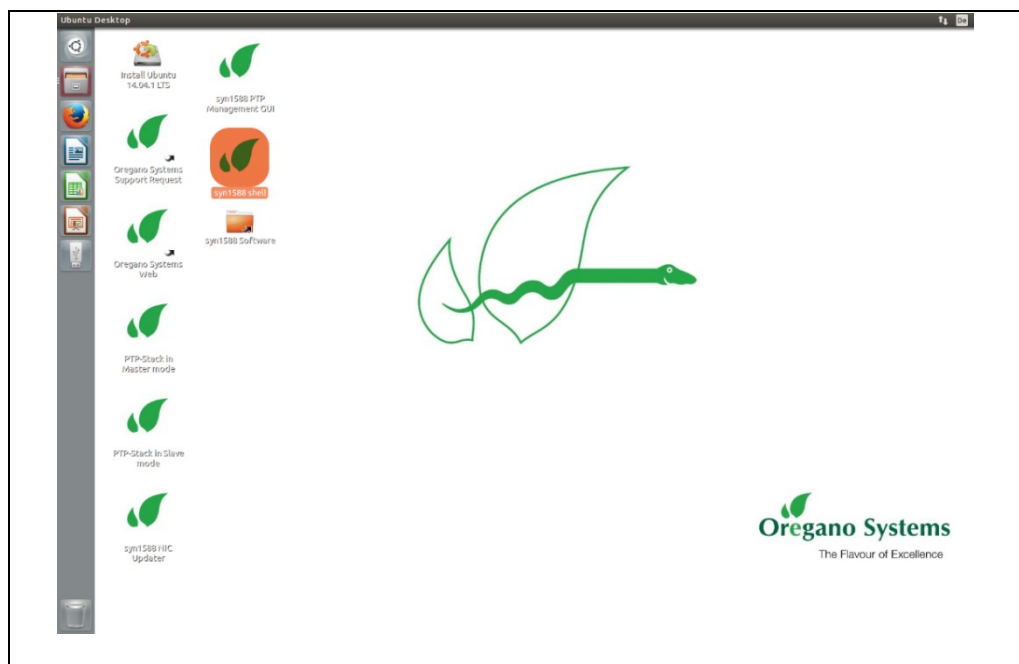 Ubuntu Desktop
De
Install Ubuntu
14.04.1 LTS
syn1588 PTP
Management GUI
Oregano Systems
Support Request
syn1588 shell
Oregano Systems
Web
syn1588 Software
PTP-Stack in
Master mode
PTP-Stack in Slave
mode
syn1588 NIC
Updater
Oregano Systems
The Flavour of Excellence